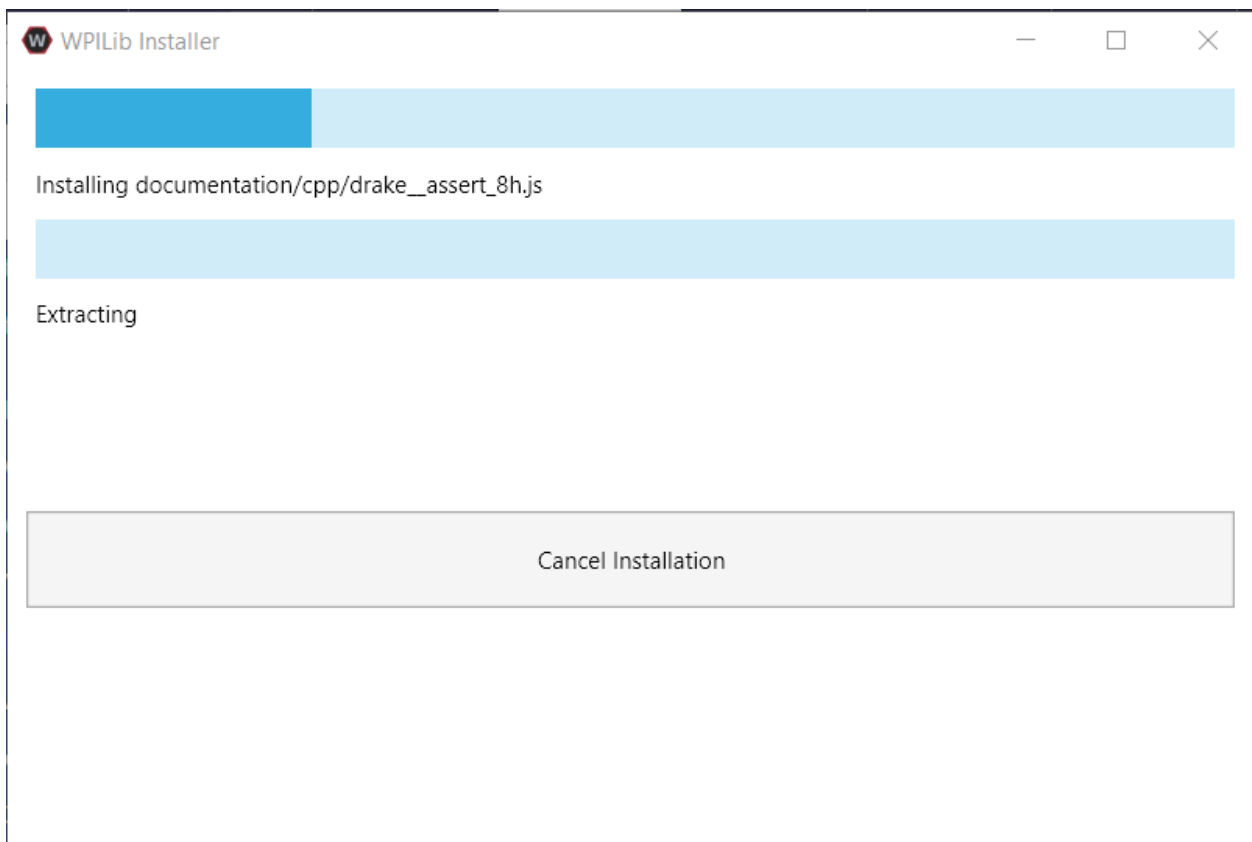 W WPILib Installer
Installing documentation/cpp/drake__assert_8h.js
Extracting
Cancel Installation